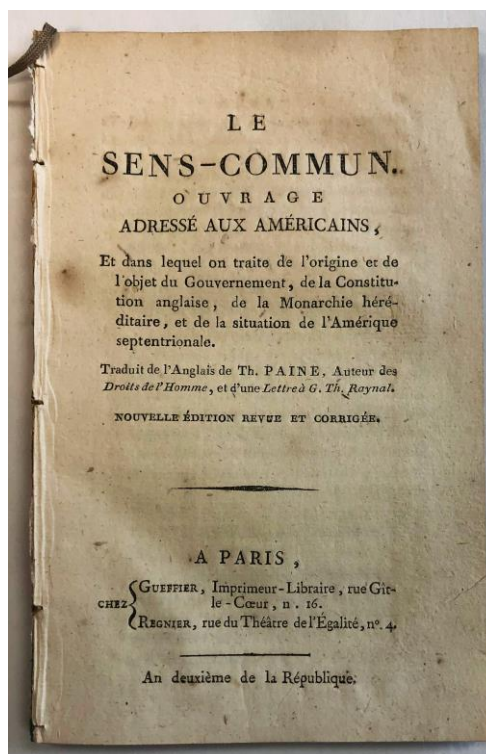 LE
SENS-COMMUN.
OUVRAGE
ADRESSÉ AUX AMÉRICAINS,
Et dans lequel on traite de l'origine et de
l'objet du Gouvernement, de la Constitu-
tion anglaise, de la Monarchie héré-
ditaire, et de la situation de l'Amérique
septentrionale.
Traduit de l'Anglais de Th. PAINE, Auteur des
Droits de l'Homme, et d'une Lettre à G. Th. Raynal.
NOUVELLE ÉDITION REVUE ET CORRIGÉE.
A PARIS,
CHEZ
GUEFFIER, Imprimeur-Libraire, rue Gît-
le-Cœur, n. 16.
REGNIER, rue du Théâtre de l'Égalité, nº. 4.
An deuxième de la République.